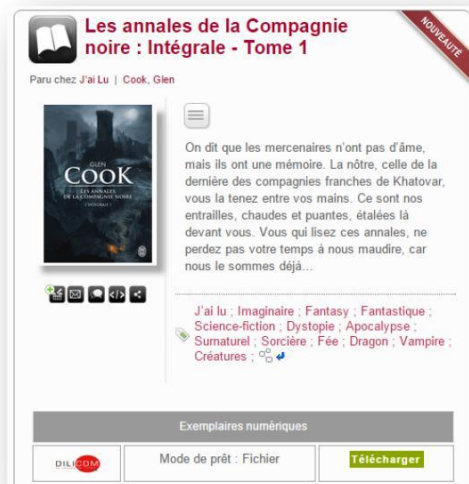 Les annales de la Compagnie
noire : Intégrale - Tome 1
NOUVEAUTÉ
Paru chez J'ai Lu | Cook, Glen
GLEN
COOK
LES ANNALES
DE LA COMPAGNIE NOIRE
On dit que les mercenaires n'ont pas d'âme,
mais ils ont une mémoire. La nôtre, celle de la
dernière des compagnies franches de Khatovar,
vous la tenez entre vos mains. Ce sont nos
entrailles, chaudes et puantes, étalées là
devant vous. Vous qui lisez ces annales, ne
perdez pas votre temps à nous maudire, car
nous le sommes déjà...
J'ai lu ; Imaginaire ; Fantasy ; Fantastique ;
Science-fiction ; Dystopie ; Apocalypse ;
Surnaturel ; Sorcière ; Fée ; Dragon ; Vampire ;
Créatures ;
Exemplaires numériques
DILICOM
Mode de prêt : Fichier
Télécharger